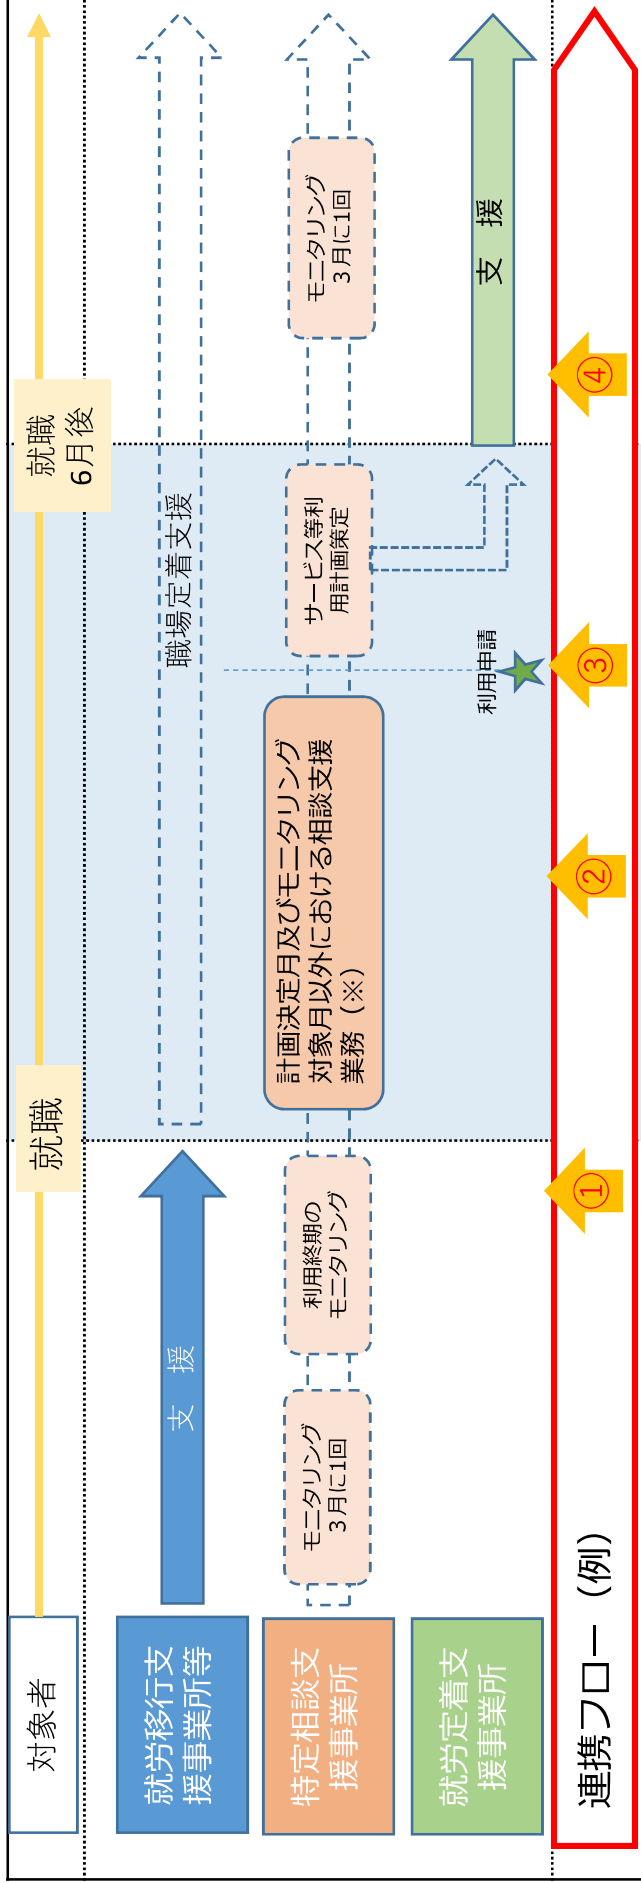 対象者
就職
就職
6月後
就労移行支
援事業所等
支　援
職場定着支援
特定相談支
援事業所
モニタリング
3月に1回
利用終期の
モニタリング
計画決定月及びモニタリング
対象月以外における相談支援
業務（※）
サービス等利
用計画策定
モニタリング
3月に1回
就労定着支
援事業所
利用申請
支　援
連携フロー（例）
①
②
③
④